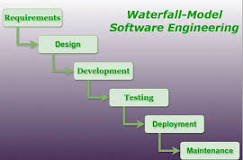 Waterfall-Model
Software Engineering
Requirements
Design
Development
Testing
Deployment
Maintenance